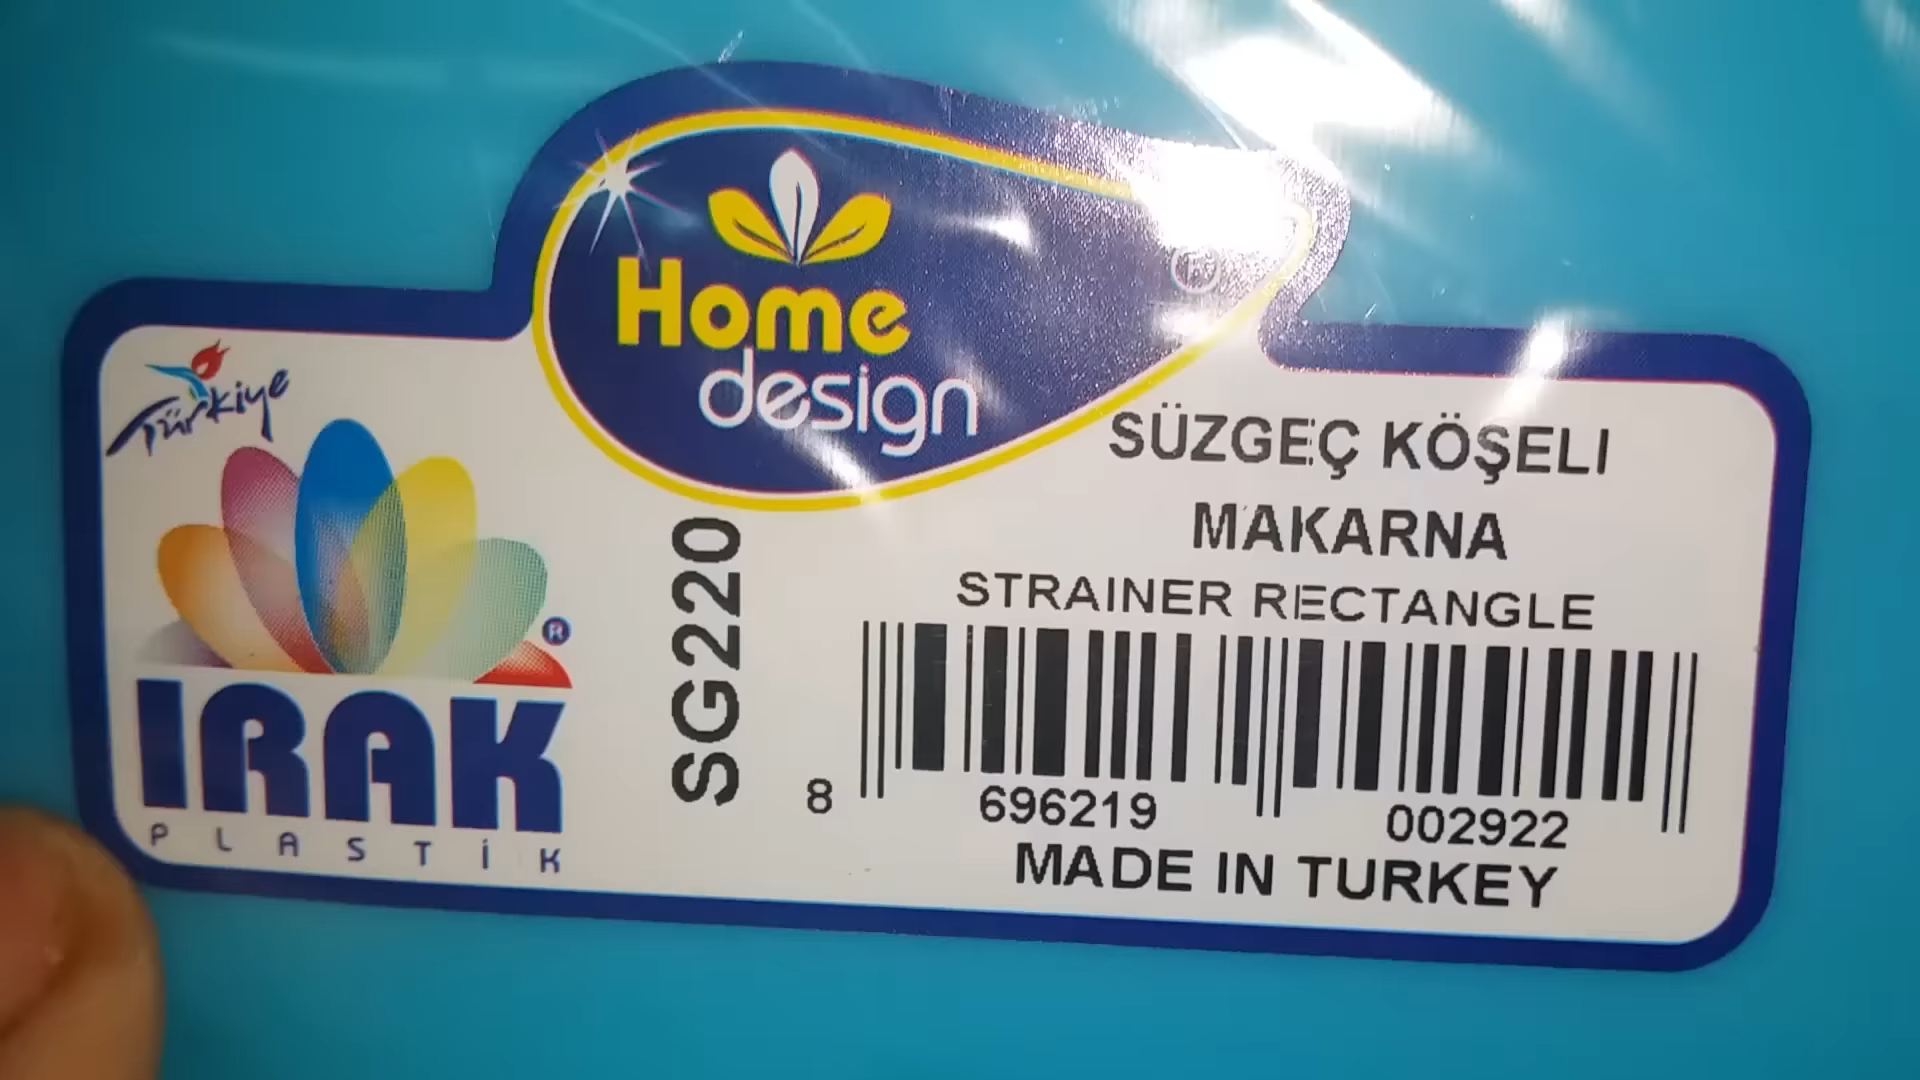 Home
design
®
Türkiye
®
IRAK
PLASTİK
SG220
SÜZGEÇ KÖŞELI
MAKARNA
STRAINER RECTANGLE
8 696219 002922
MADE IN TURKEY